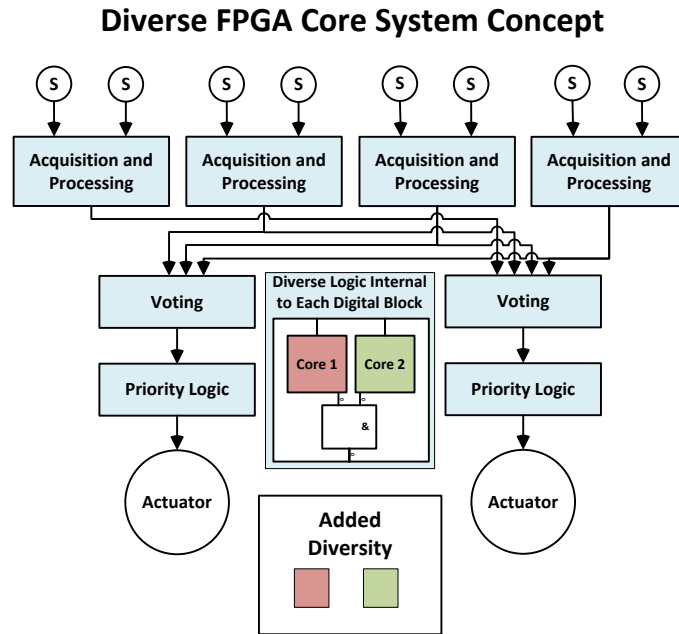 Diverse FPGA Core System Concept
S S S S S S S S
Acquisition and
Processing
Acquisition and
Processing
Acquisition and
Processing
Acquisition and
Processing
Voting
Diverse Logic Internal
to Each Digital Block
Voting
Core 1
Core 2
&
Priority Logic
Priority Logic
Actuator
Actuator
Added
Diversity